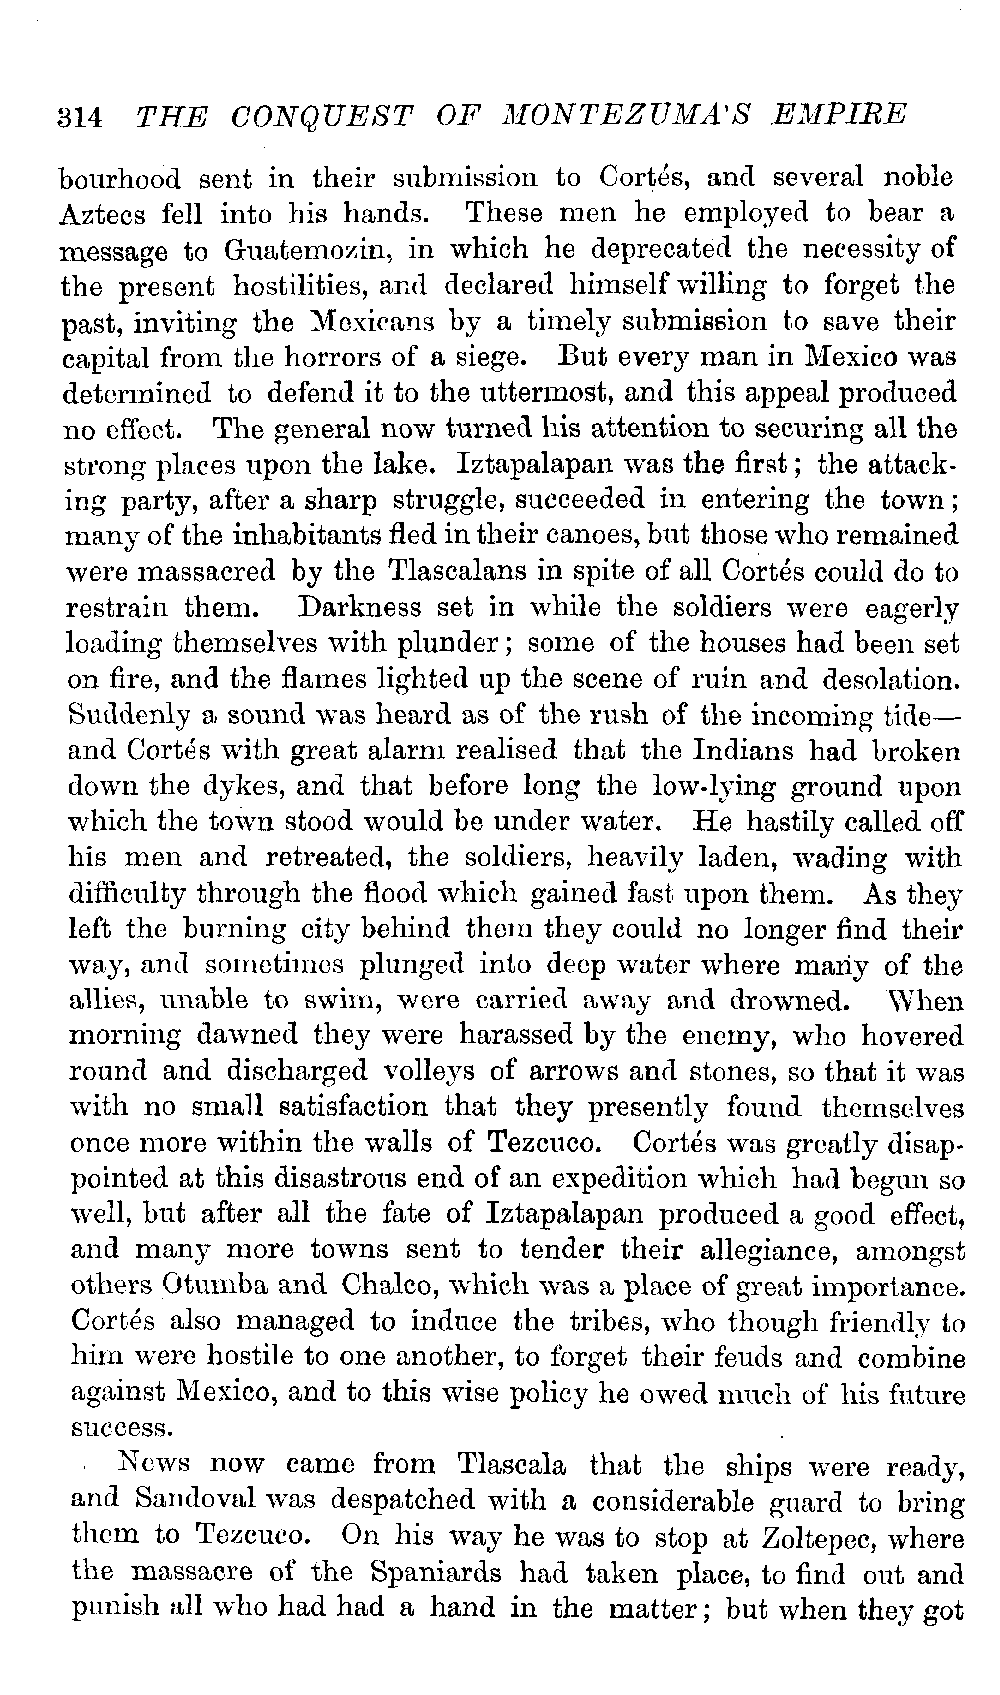 314 THE CONQUEST OF MONTEZUMA'S EMPIRE
bourhood sent in their submission to Cortés, and several noble
Aztecs fell into his hands. These men he employed to bear a
message to Guatemozin, in which he deprecated the necessity of
the present hostilities, and declared himself willing to forget the
past, inviting the Mexicans by a timely submission to save their
capital from the horrors of a siege. But every man in Mexico was
determined to defend it to the uttermost, and this appeal produced
no effect. The general now turned his attention to securing all the
strong places upon the lake. Iztapalapan was the first; the attack-
ing party, after a sharp struggle, succeeded in entering the town;
many of the inhabitants fled in their canoes, but those who remained
were massacred by the Tlascalans in spite of all Cortés could do to
restrain them. Darkness set in while the soldiers were eagerly
loading themselves with plunder; some of the houses had been set
on fire, and the flames lighted up the scene of ruin and desolation.
Suddenly a sound was heard as of the rush of the incoming tide—
and Cortés with great alarm realised that the Indians had broken
down the dykes, and that before long the low-lying ground upon
which the town stood would be under water. He hastily called off
his men and retreated, the soldiers, heavily laden, wading with
difficulty through the flood which gained fast upon them. As they
left the burning city behind them they could no longer find their
way, and sometimes plunged into deep water where many of the
allies, unable to swim, were carried away and drowned. When
morning dawned they were harassed by the enemy, who hovered
round and discharged volleys of arrows and stones, so that it was
with no small satisfaction that they presently found themselves
once more within the walls of Tezcuco. Cortés was greatly disap-
pointed at this disastrous end of an expedition which had begun so
well, but after all the fate of Iztapalapan produced a good effect,
and many more towns sent to tender their allegiance, amongst
others Otumba and Chalco, which was a place of great importance.
Cortés also managed to induce the tribes, who though friendly to
him were hostile to one another, to forget their feuds and combine
against Mexico, and to this wise policy he owed much of his future
success.
News now came from Tlascala that the ships were ready,
and Sandoval was despatched with a considerable guard to bring
them to Tezcuco. On his way he was to stop at Zoltepec, where
the massacre of the Spaniards had taken place, to find out and
punish all who had had a hand in the matter; but when they got